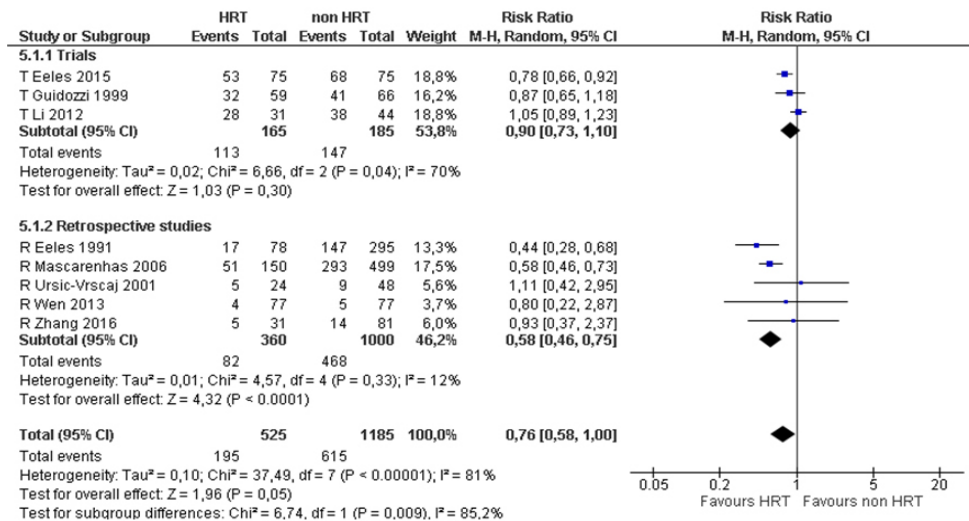 HRT non HRT Risk Ratio Risk Ratio
Study or Subgroup Events Total Events Total Weight M-H, Random, 95% CI M-H, Random, 95% CI
5.1.1 Trials
T Eeles 2015 53 75 68 75 18,8% 0,78 [0,66, 0,92]
T Guidozzi 1999 32 59 41 66 16,2% 0,87 [0,65, 1,18]
T Li 2012 28 31 38 44 18,8% 1,05 [0,89, 1,23]
Subtotal (95% CI) 165 185 53,8% 0,90 [0,73, 1,10]
Total events 113 147
Heterogeneity: Tau² = 0,02; Chi² = 6,66, df = 2 (P = 0,04); I² = 70%
Test for overall effect: Z = 1,03 (P = 0,30)
5.1.2 Retrospective studies
R Eeles 1991 17 78 147 295 13,3% 0,44 [0,28, 0,68]
R Mascarenhas 2006 51 150 293 499 17,5% 0,58 [0,46, 0,73]
R Ursic-Vrscaj 2001 5 24 9 48 5,6% 1,11 [0,42, 2,95]
R Wen 2013 4 77 5 77 3,7% 0,80 [0,22, 2,87]
R Zhang 2016 5 31 14 81 6,0% 0,93 [0,37, 2,37]
Subtotal (95% CI) 360 1000 46,2% 0,58 [0,46, 0,75]
Total events 82 468
Heterogeneity: Tau² = 0,01; Chi² = 4,57, df = 4 (P = 0,33); I² = 12%
Test for overall effect: Z = 4,32 (P < 0.0001)
Total (95% CI) 525 1185 100,0% 0,76 [0,58, 1,00]
Total events 195 615
Heterogeneity: Tau² = 0,10; Chi² = 37,49, df = 7 (P < 0.00001); I² = 81%
Test for overall effect: Z = 1,96 (P = 0,05)
Test for subgroup differences: Chi² = 6,74, df = 1 (P = 0,009), I² = 85,2%
0.05 0.2 1 5 20
Favours HRT Favours non HRT